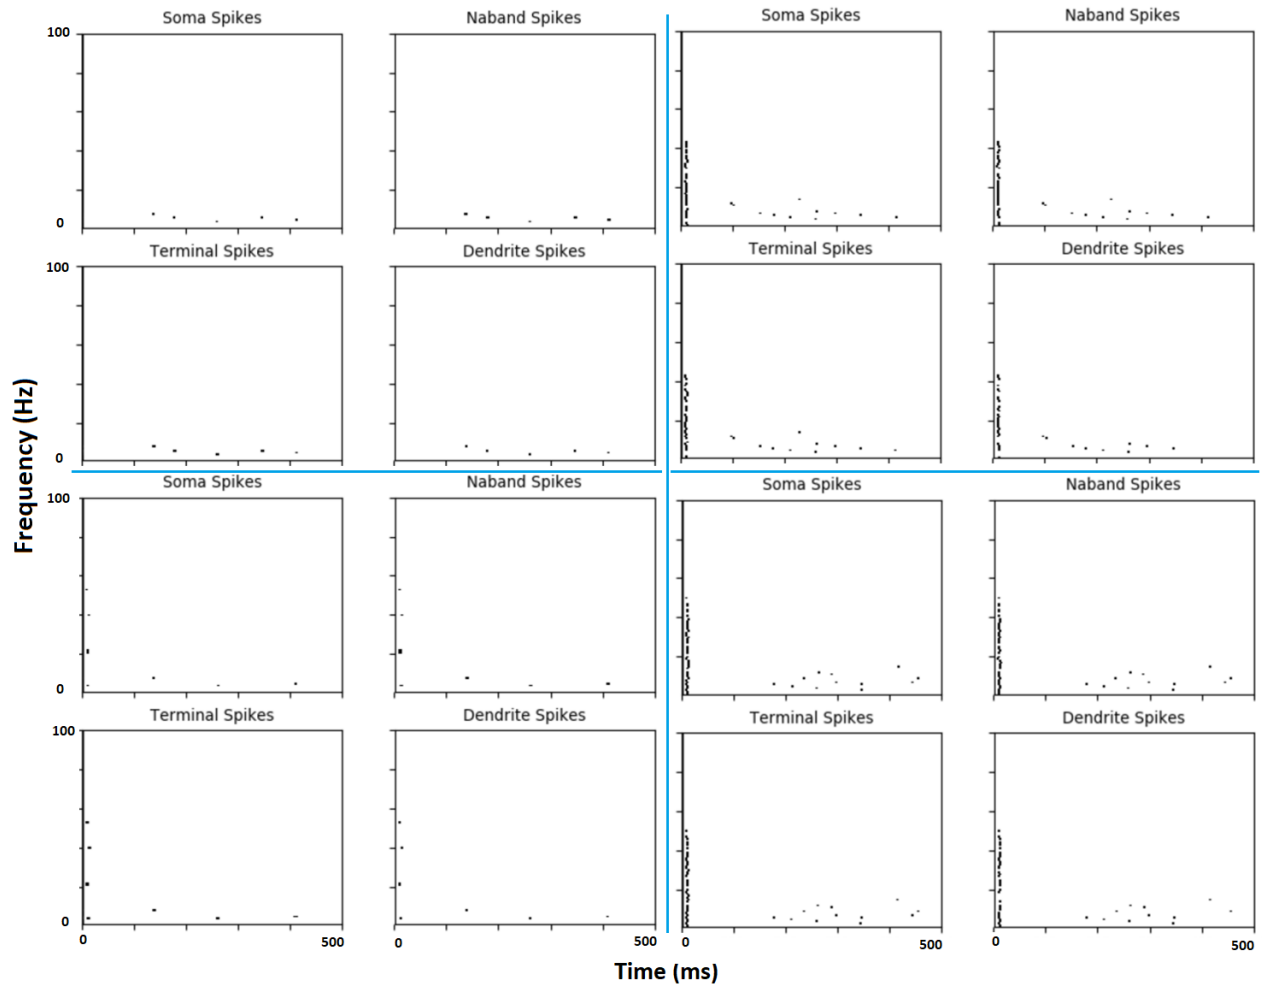 Soma Spikes
Naband Spikes
Soma Spikes
Naband Spikes
100
0
Terminal Spikes
Dendrite Spikes
Terminal Spikes
Dendrite Spikes
100
0
Frequency (Hz)
Soma Spikes
Naband Spikes
Soma Spikes
Naband Spikes
100
0
Terminal Spikes
Dendrite Spikes
Terminal Spikes
Dendrite Spikes
100
0
0 500 0 500 0 500 0 500
Time (ms)